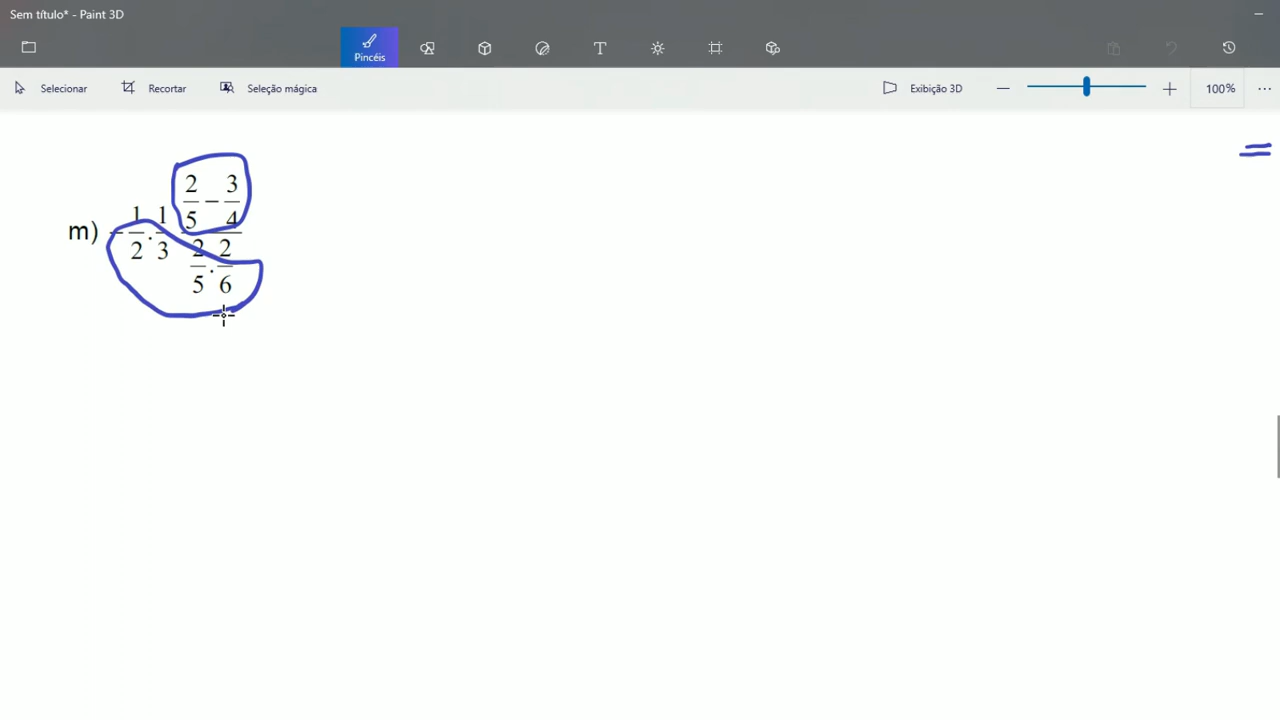 Sem título* - Paint 3D
Pincéis
Selecionar Recortar Seleção mágica Exibição 3D 100% ...
m) - 1/2 . 1/3 (2/5 - 3/4)/(2/5 . 2/6)
=